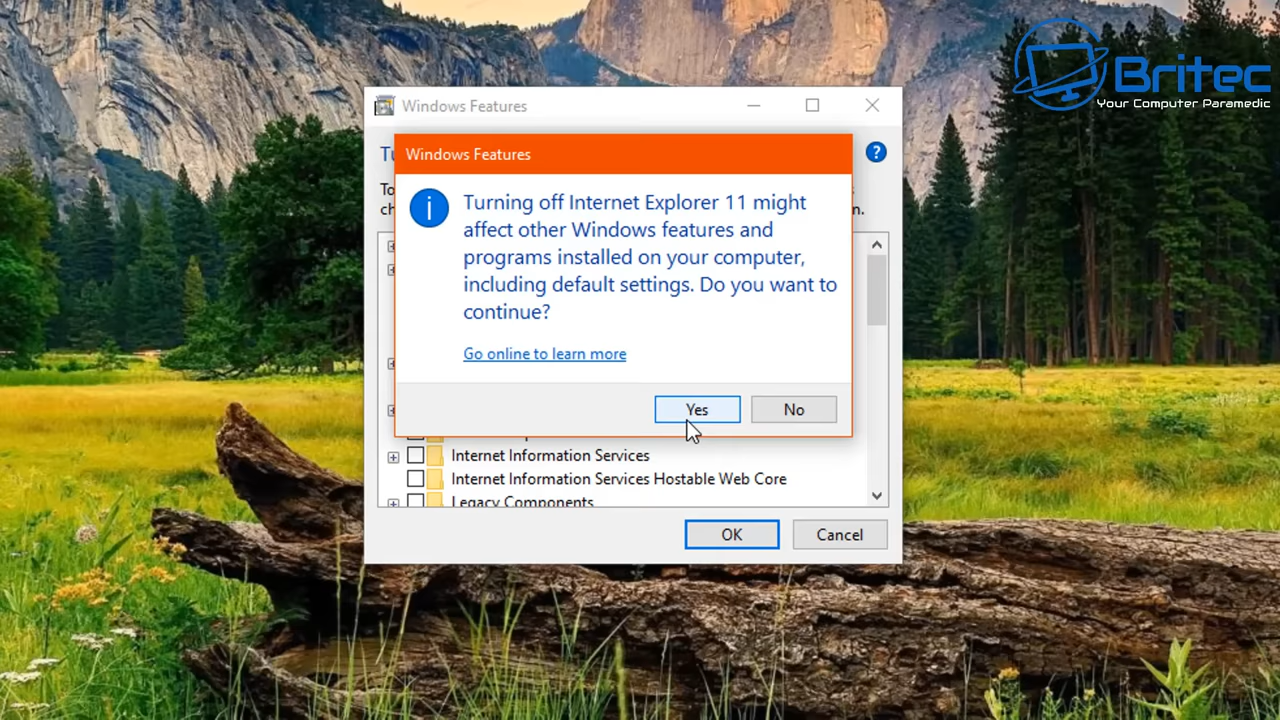 Britec
Your Computer Paramedic
Windows Features
Windows Features
Turning off Internet Explorer 11 might
affect other Windows features and
programs installed on your computer,
including default settings. Do you want to
continue?
Go online to learn more
Yes
No
Internet Information Services
Internet Information Services Hostable Web Core
Legacy Components
OK
Cancel